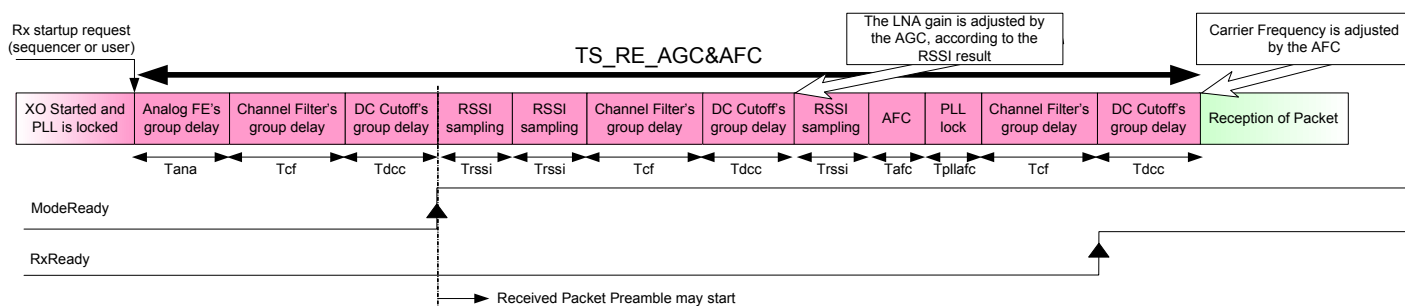 Rx startup request
(sequencer or user)
TS_RE_AGC&AFC
The LNA gain is adjusted by
the AGC, according to the
RSSI result
Carrier Frequency is adjusted
by the AFC
XO Started and
PLL is locked
Analog FE's
group delay
Channel Filter's
group delay
DC Cutoff's
group delay
RSSI
sampling
RSSI
sampling
Channel Filter's
group delay
DC Cutoff's
group delay
RSSI
sampling
AFC
PLL
lock
Channel Filter's
group delay
DC Cutoff's
group delay
Reception of Packet
Tana
Tcf
Tdcc
Trssi
Trssi
Tcf
Tdcc
Trssi
Tafc
Tpllafc
Tcf
Tdcc
ModeReady
RxReady
Received Packet Preamble may start